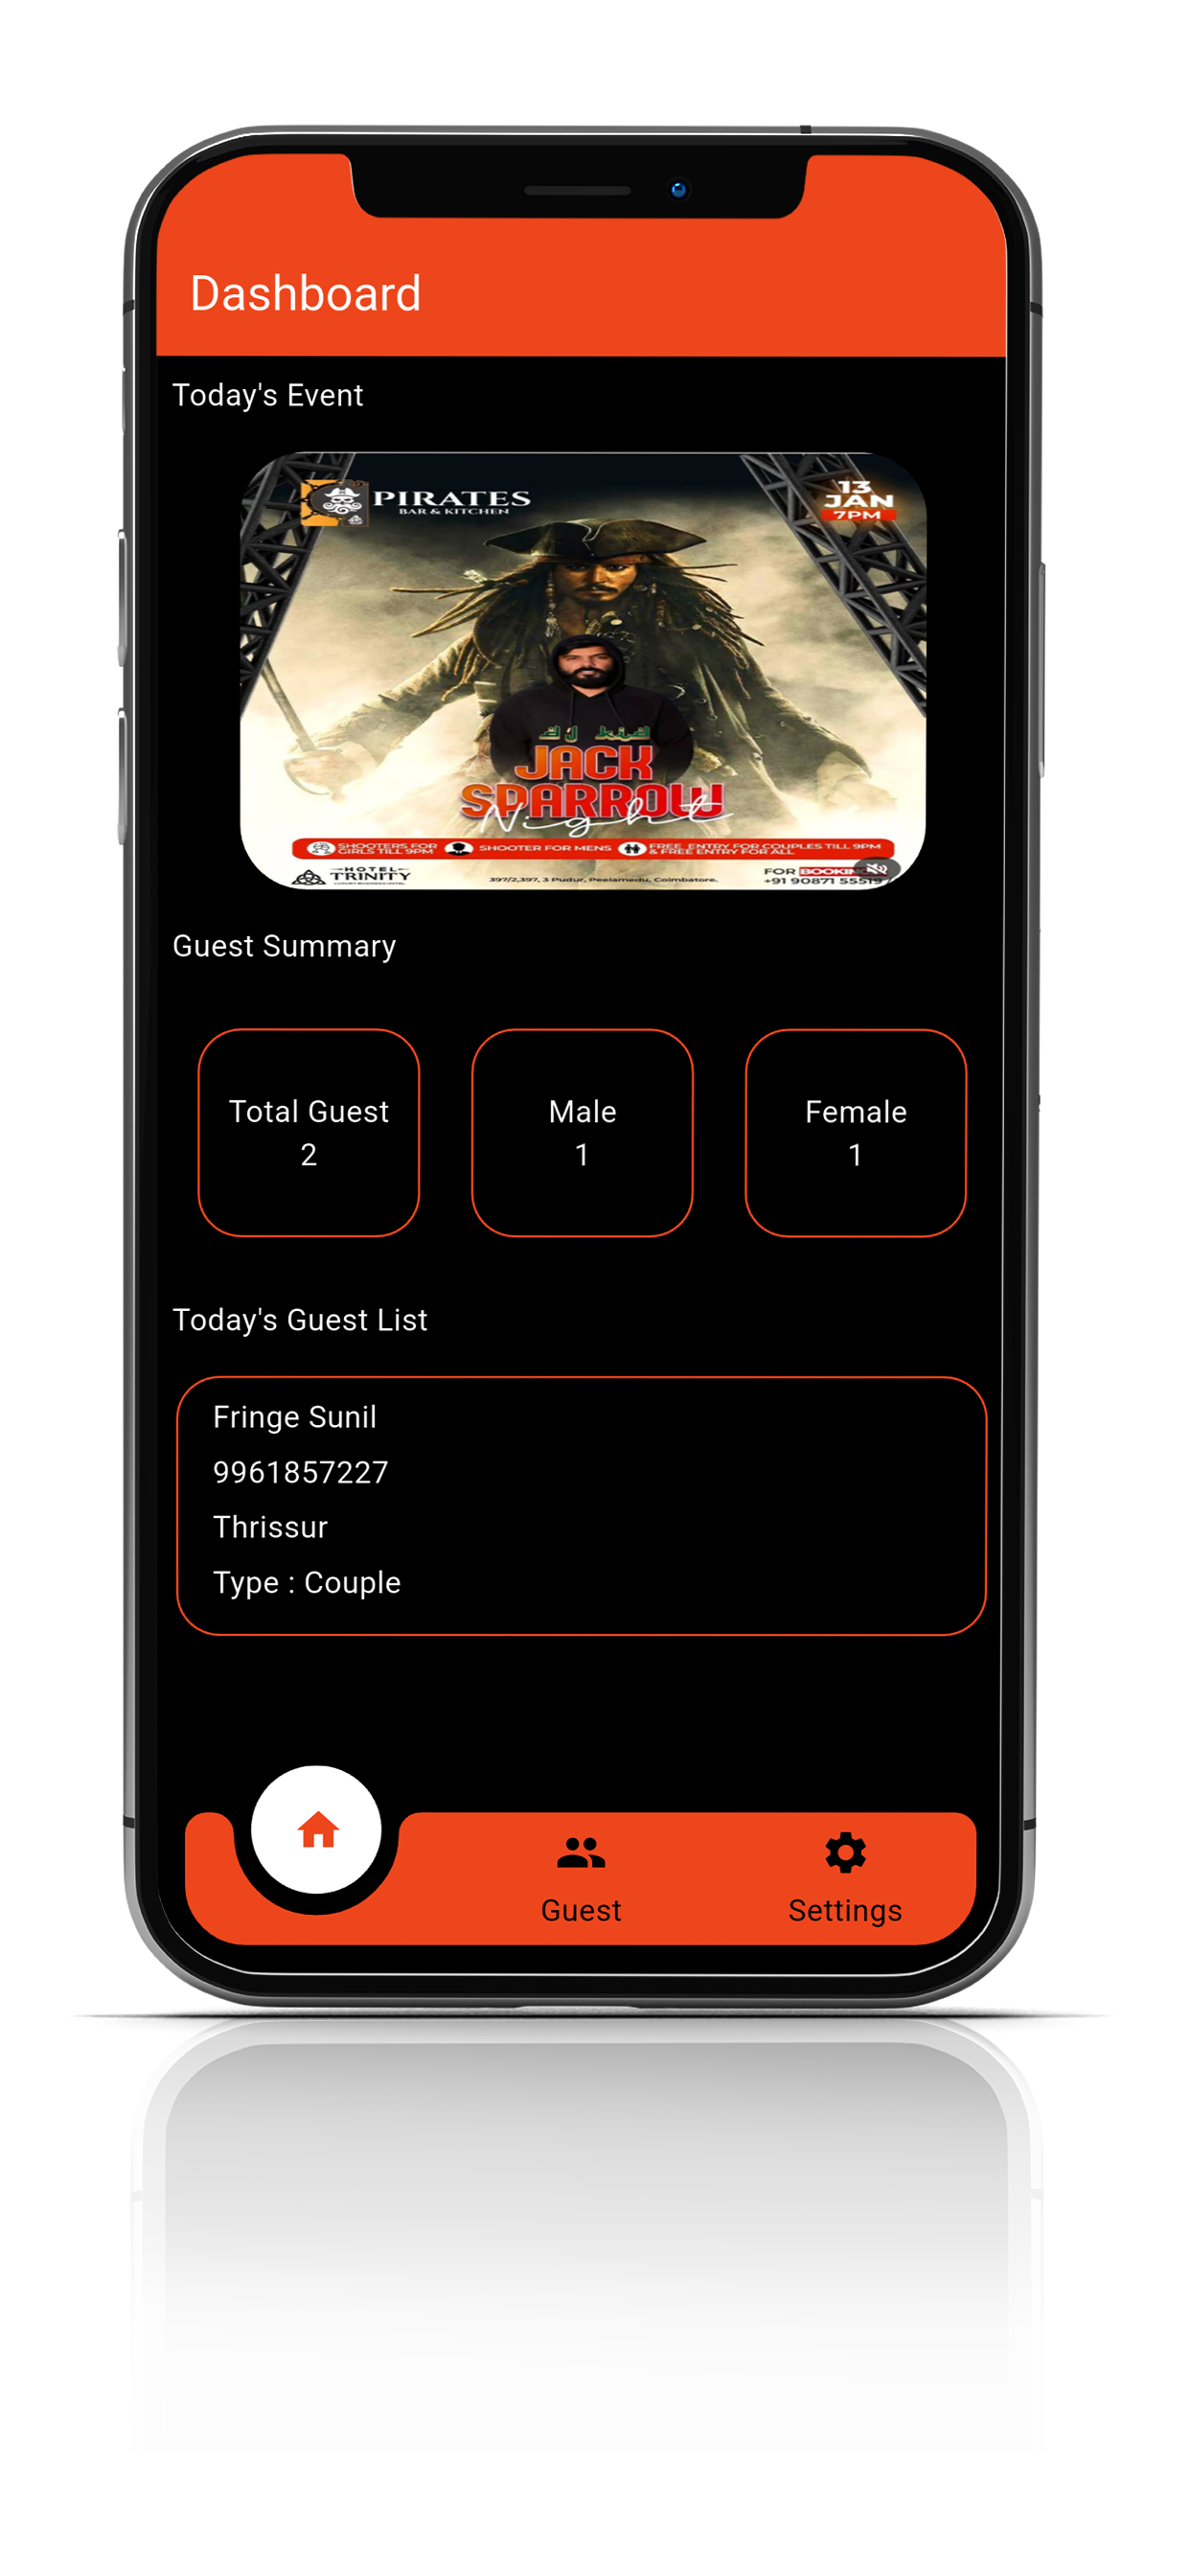 Dashboard
Today's Event
PIRATES
BAR & KITCHEN
13
JAN
7PM
dj kid
JACK
SPARROW
Night
SHOOTERS FOR
GIRLS TILL 9PM
SHOOTER FOR MENS
FREE ENTRY FOR COUPLES TILL 9PM
& FREE ENTRY FOR ALL
HOTEL
TRINITY
397/2,397, 3 Pudur, Peelamedu, Coimbatore.
FOR
+91 90871
Guest Summary
Total Guest
2
Male
1
Female
1
Today's Guest List
Fringe Sunil
9961857227
Thrissur
Type : Couple
Guest
Settings